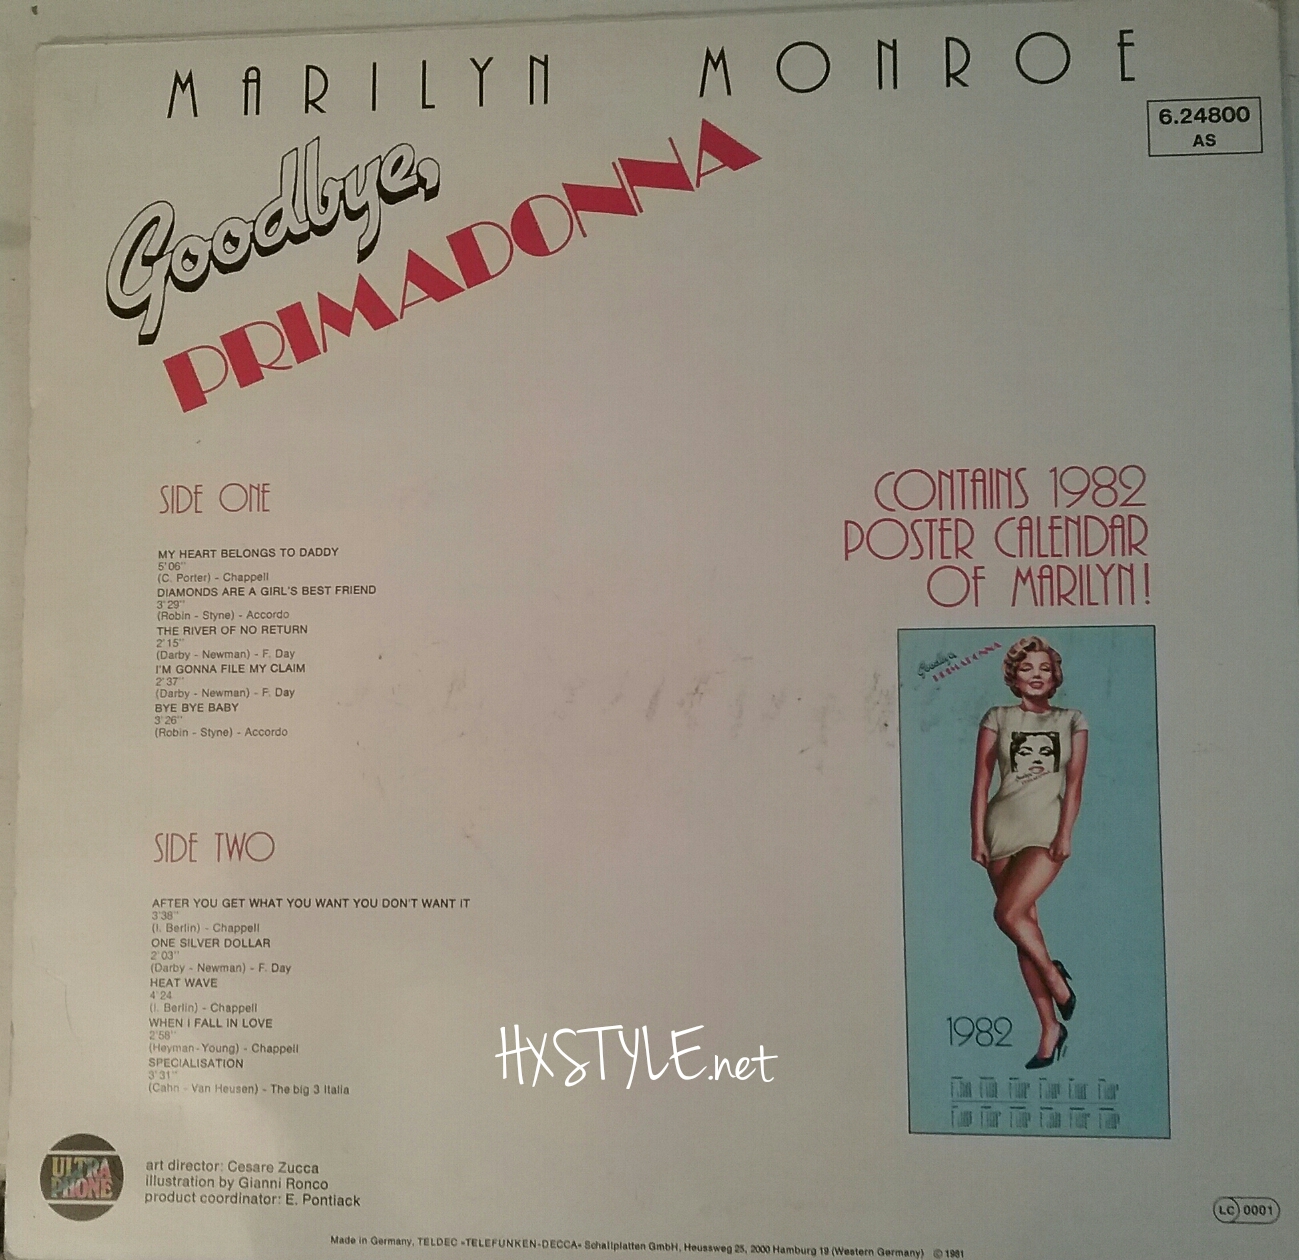 MARILYN MONROE
6.24800
AS
Goodbye,
PRIMADONNA
SIDE ONE
MY HEART BELONGS TO DADDY
5'06"
(C. Porter) - Chappell
DIAMONDS ARE A GIRL'S BEST FRIEND
3'29"
(Robin - Styne) - Accordo
THE RIVER OF NO RETURN
2'15"
(Darby - Newman) - F. Day
I'M GONNA FILE MY CLAIM
2'37"
(Darby - Newman) - F. Day
BYE BYE BABY
3'26"
(Robin - Styne) - Accordo
SIDE TWO
AFTER YOU GET WHAT YOU WANT YOU DON'T WANT IT
3'38"
(I. Berlin) - Chappell
ONE SILVER DOLLAR
2'03"
(Darby - Newman) - F. Day
HEAT WAVE
4'24
(I. Berlin) - Chappell
WHEN I FALL IN LOVE
2'58"
(Heyman-Young) - Chappell
SPECIALISATION
3'31"
(Cahn - Van Heusen) - The big 3 Italia
CONTAINS 1982
POSTER CALENDAR
OF MARILYN!
Goodbye,
PRIMADONNA
1982
HXSTYLE.net
ULTRA
PHONE
art director: Cesare Zucca
illustration by Gianni Ronco
product coordinator: E. Pontiack
LC 0001
Made in Germany, TELDEC »TELEFUNKEN-DECCA« Schallplatten GmbH, Heussweg 25, 2000 Hamburg 19 (Western Germany) © 1981